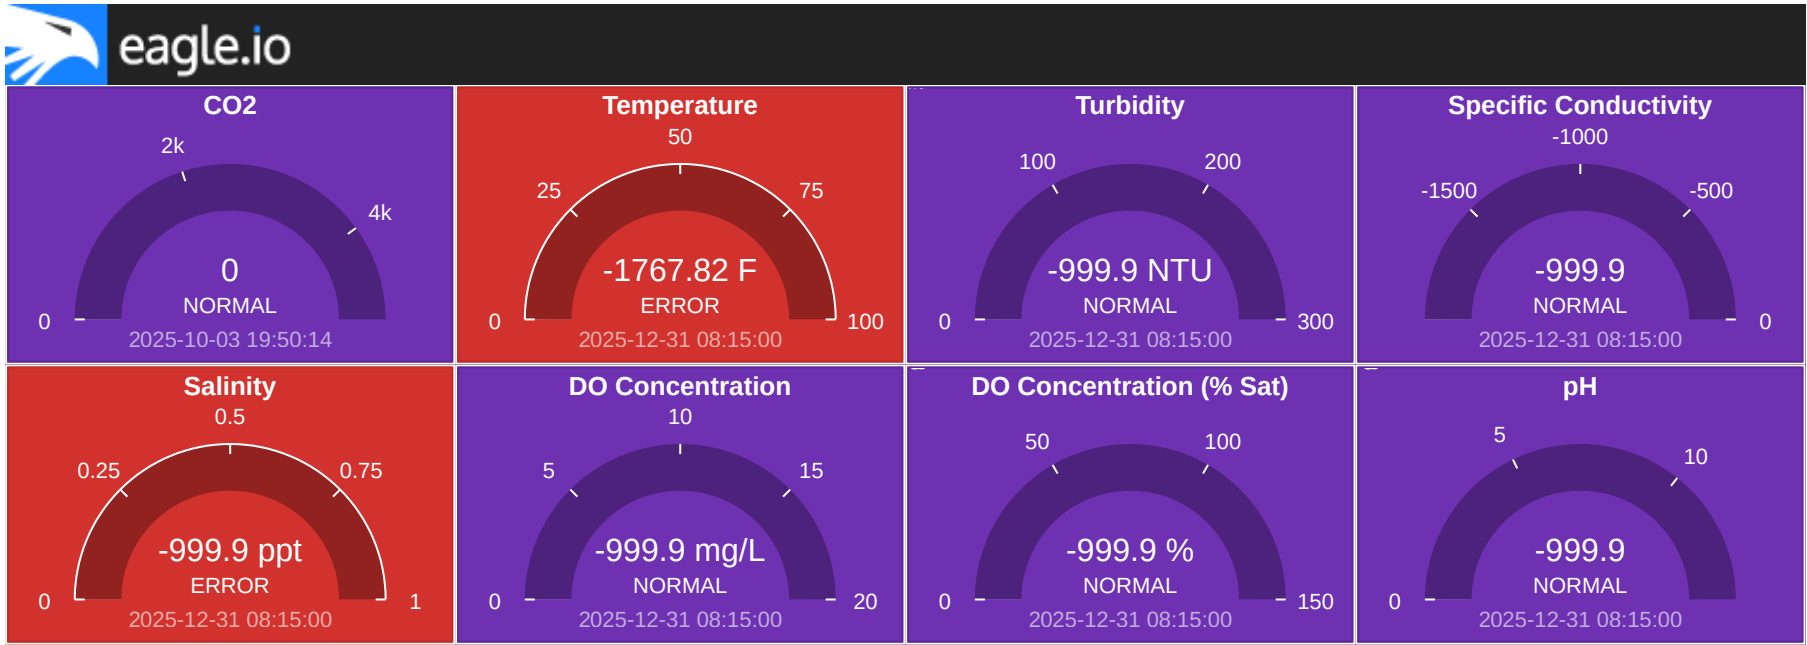 eagle.io
CO2
2k
4k
0
NORMAL
0
2025-10-03 19:50:14
Temperature
50
25
75
-1767.82 F
ERROR
0
100
2025-12-31 08:15:00
Turbidity
100
200
-999.9 NTU
NORMAL
0
300
2025-12-31 08:15:00
Specific Conductivity
-1000
-1500
-500
-999.9
NORMAL
0
2025-12-31 08:15:00
Salinity
0.5
0.25
0.75
-999.9 ppt
ERROR
0
1
2025-12-31 08:15:00
DO Concentration
10
5
15
-999.9 mg/L
NORMAL
0
20
2025-12-31 08:15:00
DO Concentration (% Sat)
50
100
-999.9 %
NORMAL
0
150
2025-12-31 08:15:00
pH
5
10
-999.9
NORMAL
0
2025-12-31 08:15:00